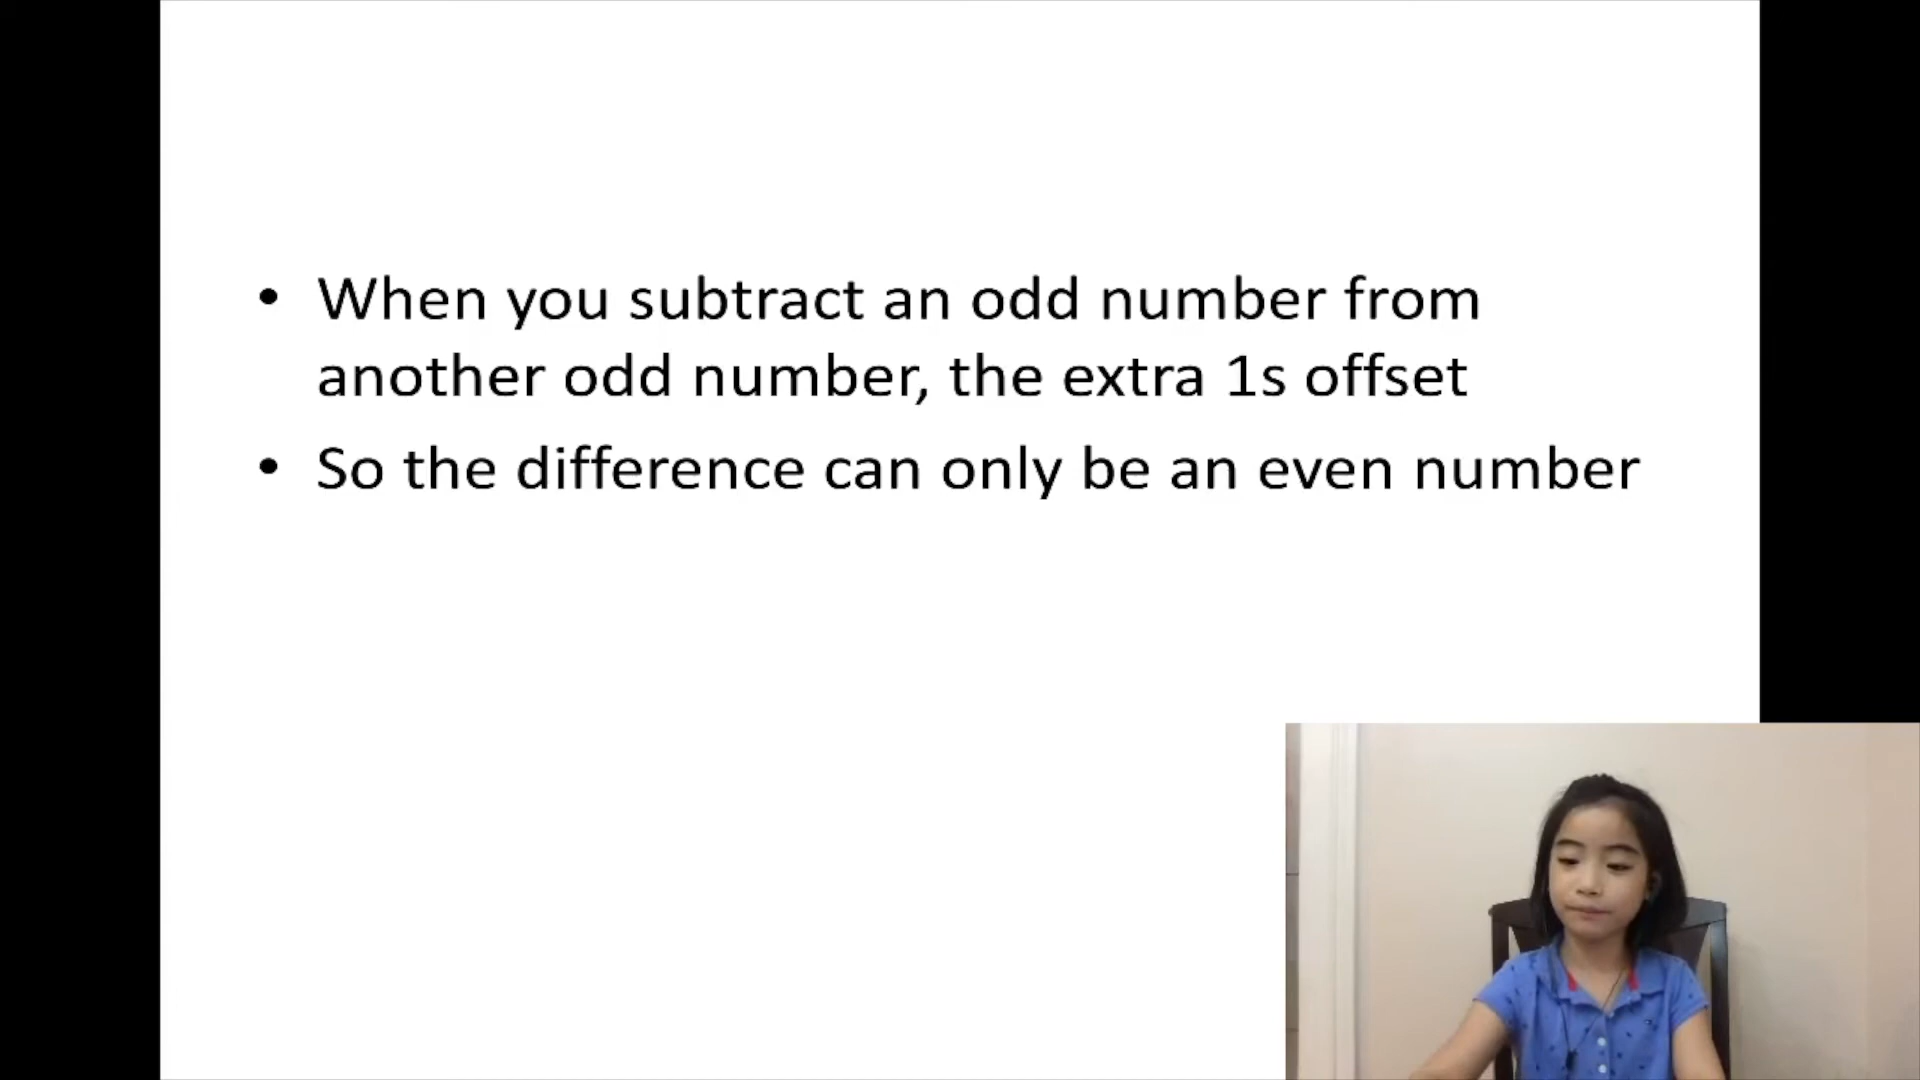 • When you subtract an odd number from
another odd number, the extra 1s offset
• So the difference can only be an even number